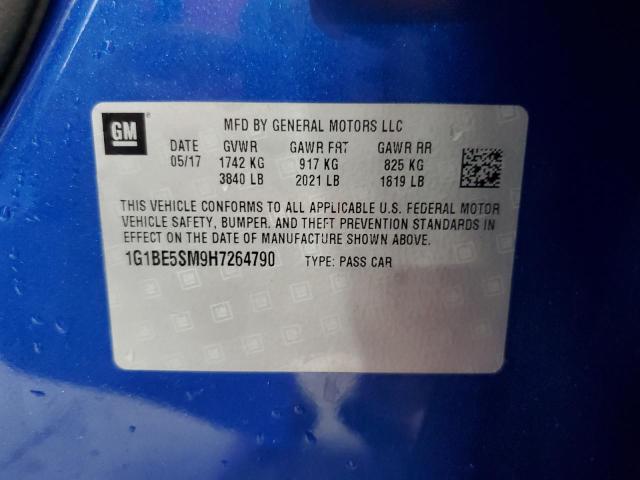 GM
®
MFD BY GENERAL MOTORS LLC
DATE GVWR GAWR FRT GAWR RR
05/17 1742 KG 917 KG 825 KG
3840 LB 2021 LB 1819 LB
THIS VEHICLE CONFORMS TO ALL APPLICABLE U.S. FEDERAL MOTOR
VEHICLE SAFETY, BUMPER, AND THEFT PREVENTION STANDARDS IN
EFFECT ON THE DATE OF MANUFACTURE SHOWN ABOVE.
1G1BE5SM9H7264790 TYPE: PASS CAR